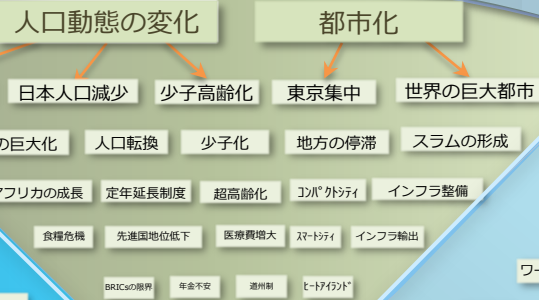 人口動態の変化
都市化
日本人口減少
少子高齢化
東京集中
世界の巨大都市
の巨大化
人口転換
少子化
地方の停滞
スラムの形成
アフリカの成長
定年延長制度
超高齢化
ｺﾝﾊﾟｸﾄｼﾃｨ
インフラ整備
食糧危機
先進国地位低下
医療費増大
ｽﾏｰﾄｼﾃｨ
インフラ輸出
BRICsの限界
年金不安
道州制
ﾋｰﾄｱｲﾗﾝﾄﾞ
ワー